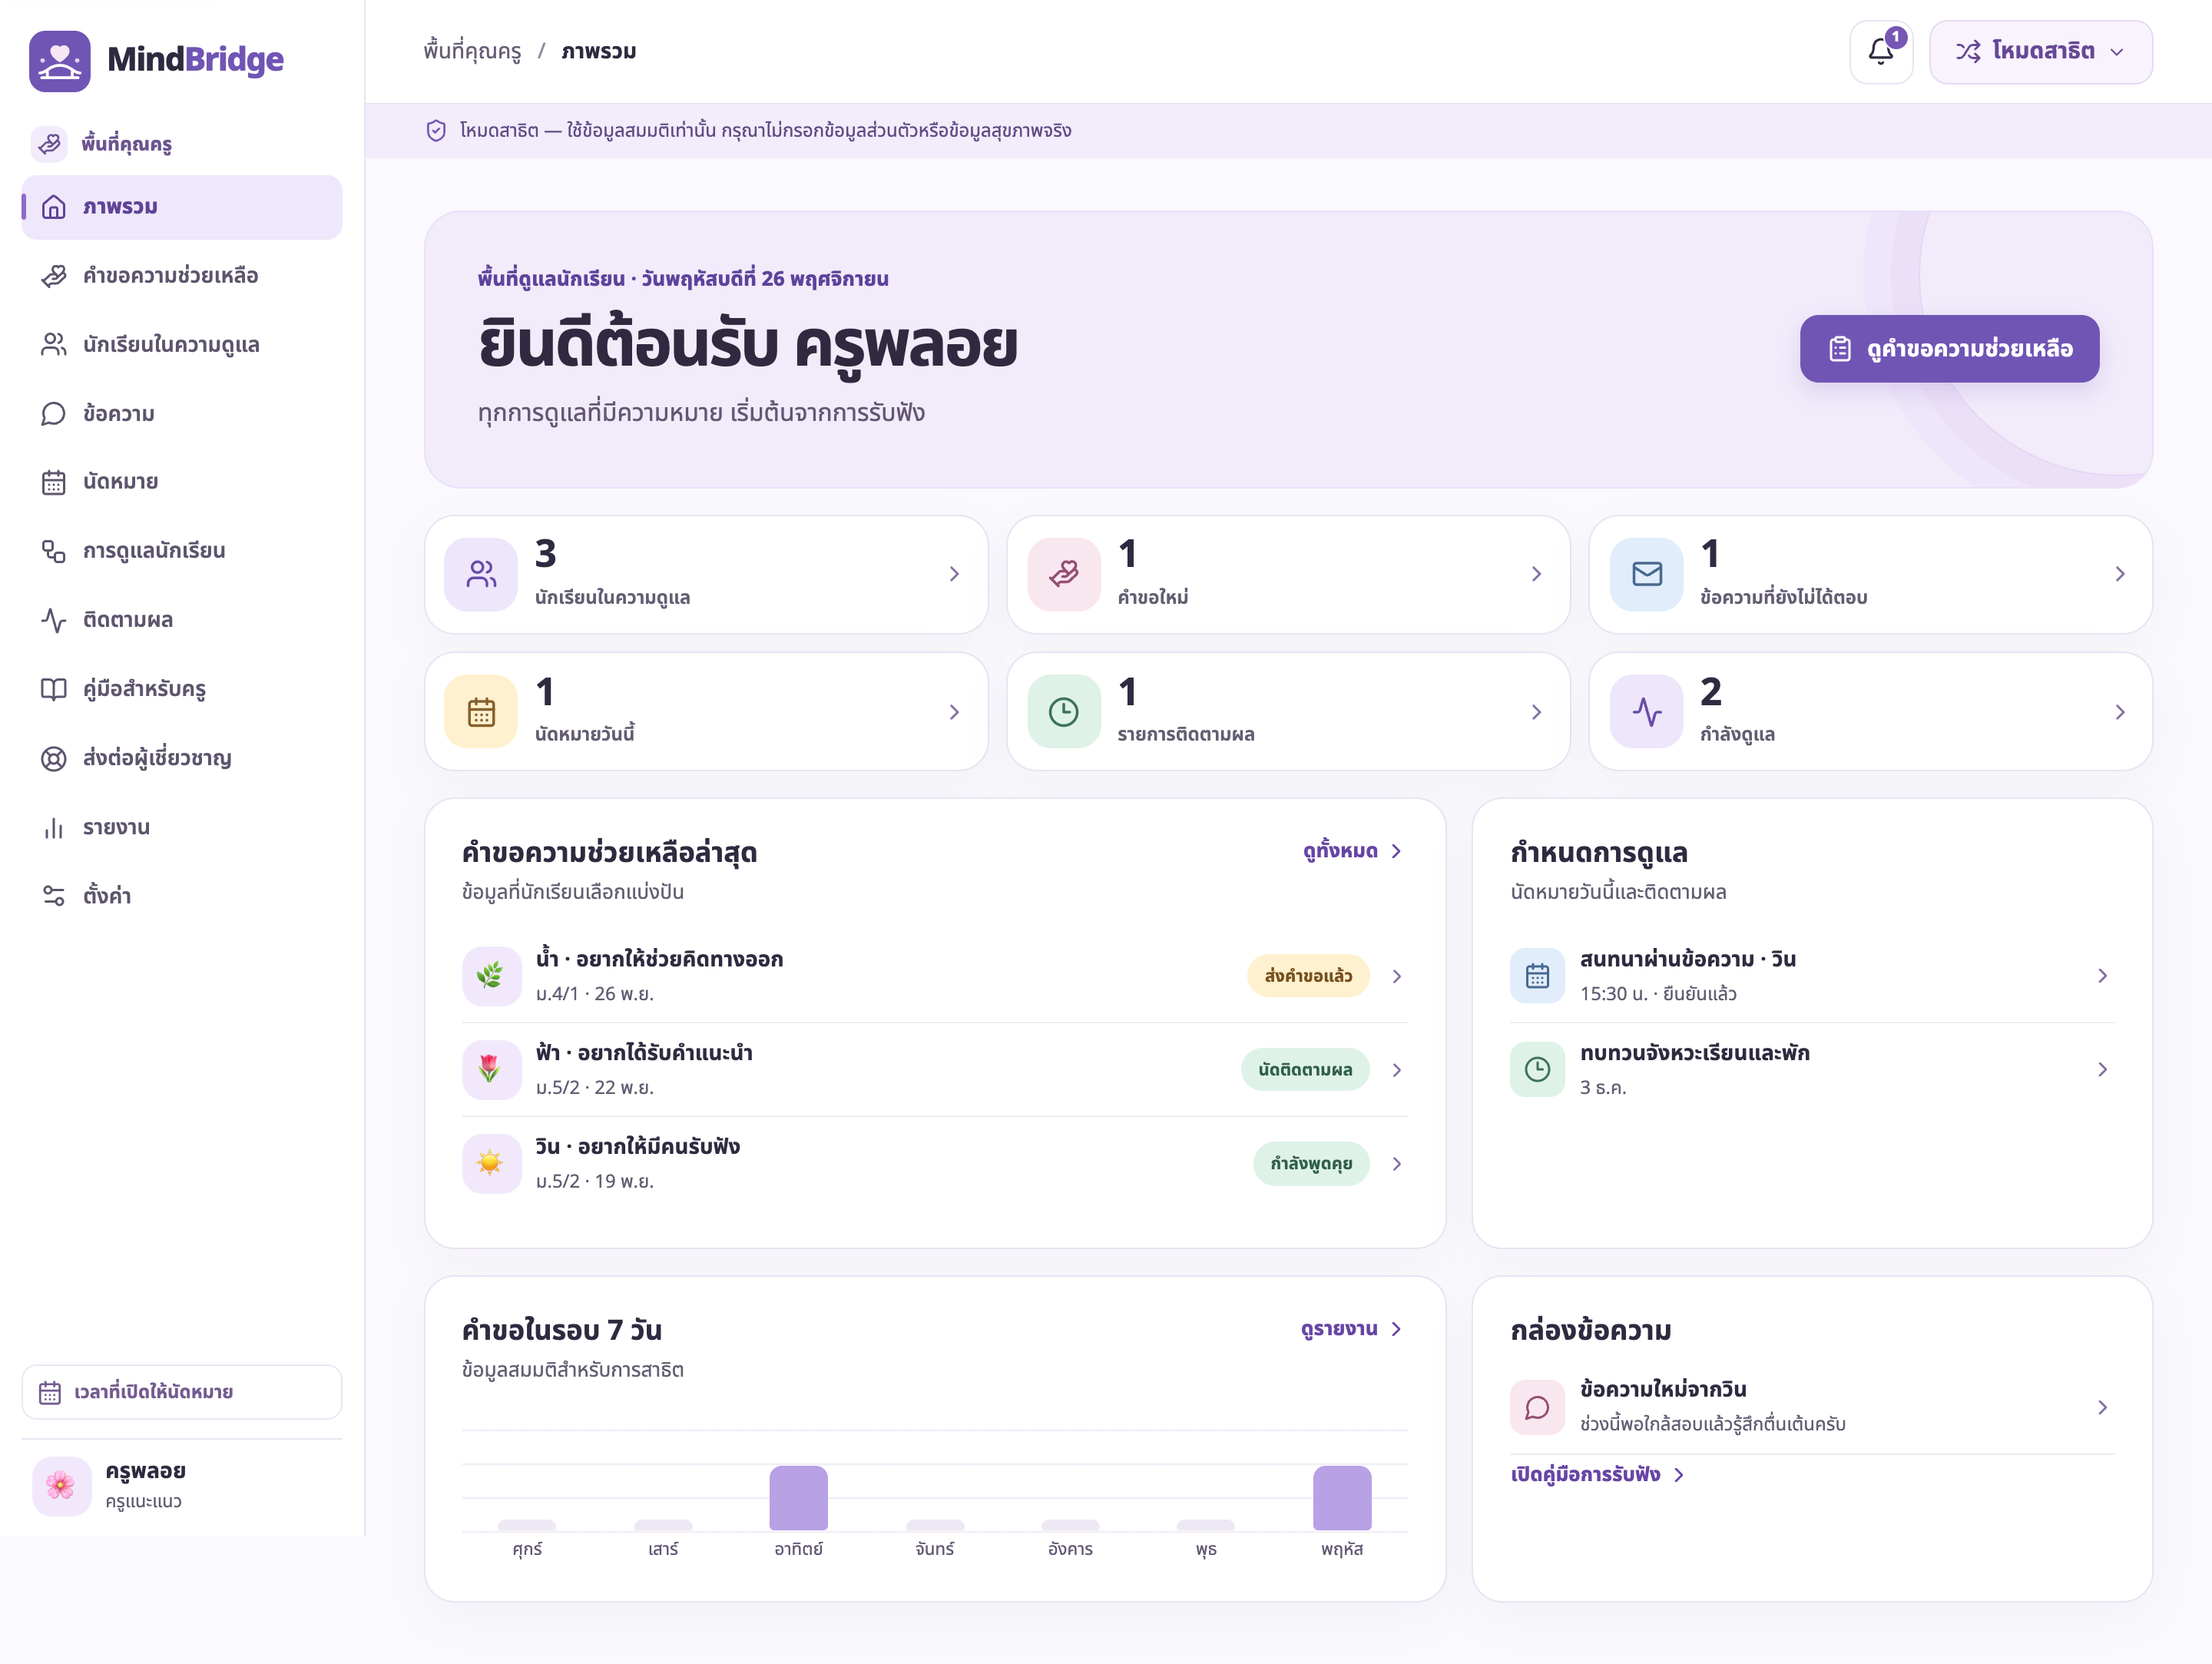 MindBridge
พื้นที่คุณครู
ภาพรวม
คำขอความช่วยเหลือ
นักเรียนในความดูแล
ข้อความ
นัดหมาย
การดูแลนักเรียน
ติดตามผล
คู่มือสำหรับครู
ส่งต่อผู้เชี่ยวชาญ
รายงาน
ตั้งค่า
เวลาที่เปิดให้นัดหมาย
ครูพลอย
ครูแนะแนว
พื้นที่คุณครู / ภาพรวม
1
โหมดสาธิต
โหมดสาธิต — ใช้ข้อมูลสมมติเท่านั้น กรุณาไม่กรอกข้อมูลส่วนตัวหรือข้อมูลสุขภาพจริง
พื้นที่ดูแลนักเรียน · วันพฤหัสบดีที่ 26 พฤศจิกายน
ยินดีต้อนรับ ครูพลอย
ทุกการดูแลที่มีความหมาย เริ่มต้นจากการรับฟัง
ดูคำขอความช่วยเหลือ
3
นักเรียนในความดูแล
1
คำขอใหม่
1
ข้อความที่ยังไม่ได้ตอบ
1
นัดหมายวันนี้
1
รายการติดตามผล
2
กำลังดูแล
คำขอความช่วยเหลือล่าสุด
ดูทั้งหมด
ข้อมูลที่นักเรียนเลือกแบ่งปัน
น้ำ · อยากให้ช่วยคิดทางออก
ม.4/1 · 26 พ.ย.
ส่งคำขอแล้ว
ฟ้า · อยากได้รับคำแนะนำ
ม.5/2 · 22 พ.ย.
นัดติดตามผล
วิน · อยากให้มีคนรับฟัง
ม.5/2 · 19 พ.ย.
กำลังพูดคุย
กำหนดการดูแล
นัดหมายวันนี้และติดตามผล
สนทนาผ่านข้อความ · วิน
15:30 น. · ยืนยันแล้ว
ทบทวนจังหวะเรียนและพัก
3 ธ.ค.
คำขอในรอบ 7 วัน
ดูรายงาน
ข้อมูลสมมติสำหรับการสาธิต
ศุกร์ เสาร์ อาทิตย์ จันทร์ อังคาร พุธ พฤหัส
กล่องข้อความ
ข้อความใหม่จากวิน
ช่วงนี้พอใกล้สอบแล้วรู้สึกตื่นเต้นครับ
เปิดคู่มือการรับฟัง